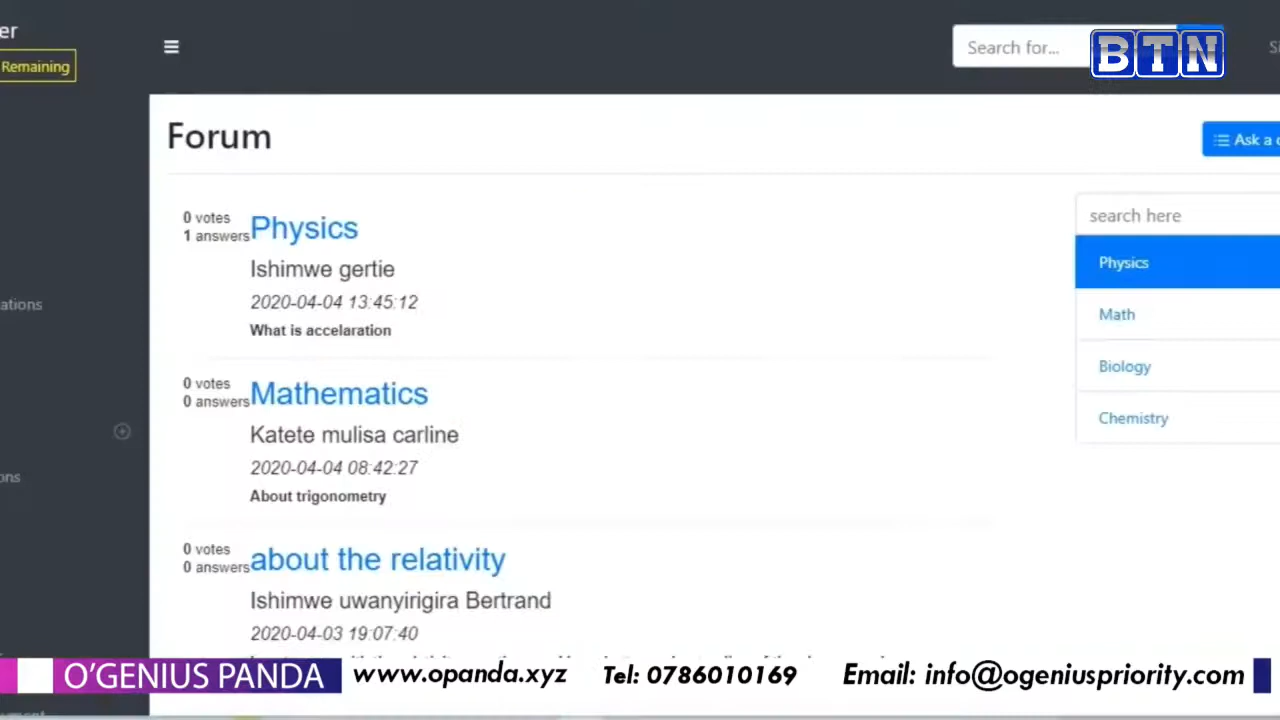 er
Remaining
Search for...
BTN
Forum
Ask a
0 votes
1 answers
Physics
Ishimwe gertie
2020-04-04 13:45:12
What is accelaration
search here
Physics
Math
Biology
Chemistry
ations
0 votes
0 answers
Mathematics
Katete mulisa carline
2020-04-04 08:42:27
About trigonometry
ons
0 votes
0 answers
about the relativity
Ishimwe uwanyirigira Bertrand
2020-04-03 19:07:40
O'GENIUS PANDA
www.opanda.xyz
Tel: 0786010169
Email: info@ogeniuspriority.com